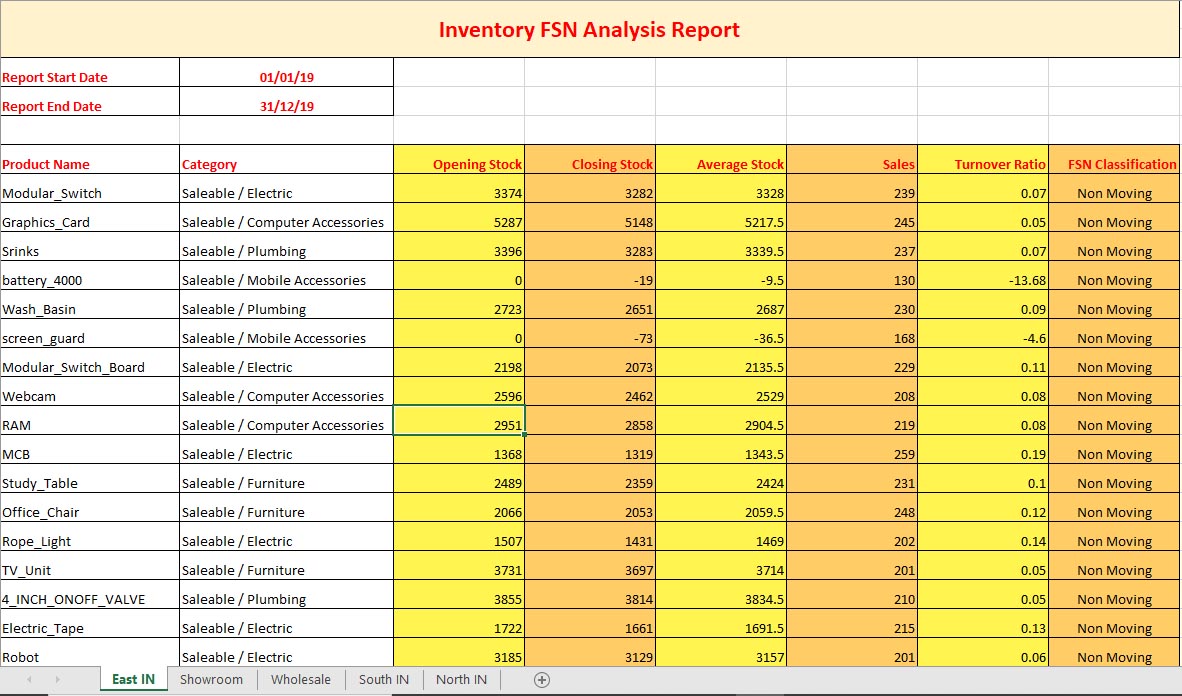 Inventory FSN Analysis Report
Report Start Date 01/01/19
Report End Date 31/12/19
Product Name Category Opening Stock Closing Stock Average Stock Sales Turnover Ratio FSN Classification
Modular_Switch Saleable / Electric 3374 3282 3328 239 0.07 Non Moving
Graphics_Card Saleable / Computer Accessories 5287 5148 5217.5 245 0.05 Non Moving
Srinks Saleable / Plumbing 3396 3283 3339.5 237 0.07 Non Moving
battery_4000 Saleable / Mobile Accessories 0 -19 -9.5 130 -13.68 Non Moving
Wash_Basin Saleable / Plumbing 2723 2651 2687 230 0.09 Non Moving
screen_guard Saleable / Mobile Accessories 0 -73 -36.5 168 -4.6 Non Moving
Modular_Switch_Board Saleable / Electric 2198 2073 2135.5 229 0.11 Non Moving
Webcam Saleable / Computer Accessories 2596 2462 2529 208 0.08 Non Moving
RAM Saleable / Computer Accessories 2951 2858 2904.5 219 0.08 Non Moving
MCB Saleable / Electric 1368 1319 1343.5 259 0.19 Non Moving
Study_Table Saleable / Furniture 2489 2359 2424 231 0.1 Non Moving
Office_Chair Saleable / Furniture 2066 2053 2059.5 248 0.12 Non Moving
Rope_Light Saleable / Electric 1507 1431 1469 202 0.14 Non Moving
TV_Unit Saleable / Furniture 3731 3697 3714 201 0.05 Non Moving
4_INCH_ONOFF_VALVE Saleable / Plumbing 3855 3814 3834.5 210 0.05 Non Moving
Electric_Tape Saleable / Electric 1722 1661 1691.5 215 0.13 Non Moving
Robot Saleable / Electric 3185 3129 3157 201 0.06 Non Moving
East IN Showroom Wholesale South IN North IN